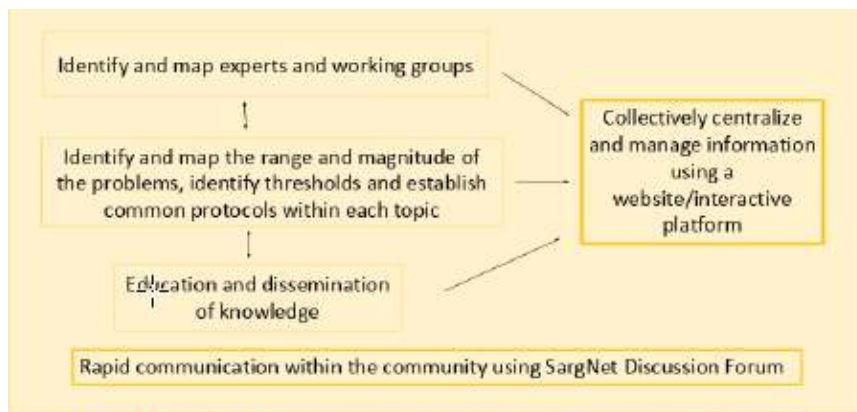 Identify and map experts and working groups
Identify and map the range and magnitude of
the problems, identify thresholds and establish
common protocols within each topic
Education and dissemination
of knowledge
Collectively centralize
and manage information
using a
website/interactive
platform
Rapid communication within the community using SargNet Discussion Forum